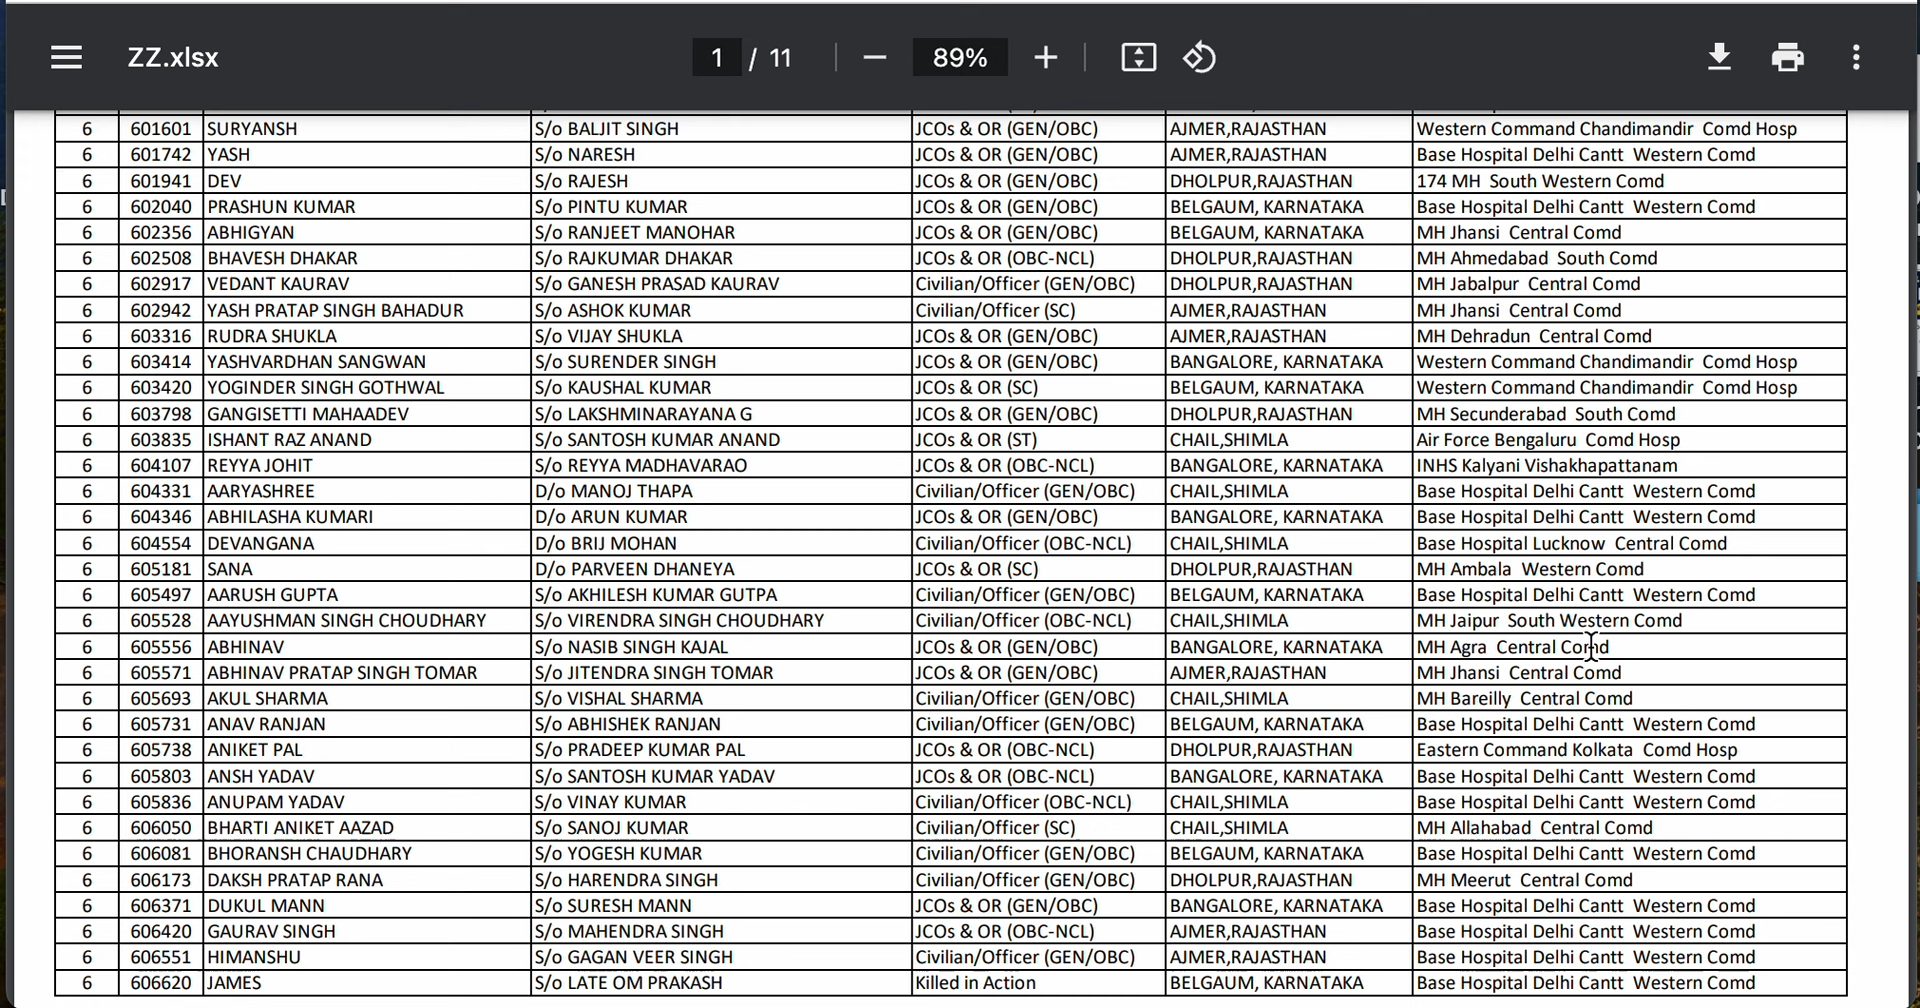 ZZ.xlsx 1 / 11 89%
6 601601 SURYANSH S/o BALJIT SINGH JCOs & OR (GEN/OBC) AJMER,RAJASTHAN Western Command Chandimandir Comd Hosp
6 601742 YASH S/o NARESH JCOs & OR (GEN/OBC) AJMER,RAJASTHAN Base Hospital Delhi Cantt Western Comd
6 601941 DEV S/o RAJESH JCOs & OR (GEN/OBC) DHOLPUR,RAJASTHAN 174 MH South Western Comd
6 602040 PRASHUN KUMAR S/o PINTU KUMAR JCOs & OR (GEN/OBC) BELGAUM, KARNATAKA Base Hospital Delhi Cantt Western Comd
6 602356 ABHIGYAN S/o RANJEET MANOHAR JCOs & OR (GEN/OBC) BELGAUM, KARNATAKA MH Jhansi Central Comd
6 602508 BHAVESH DHAKAR S/o RAJKUMAR DHAKAR JCOs & OR (OBC-NCL) DHOLPUR,RAJASTHAN MH Ahmedabad South Comd
6 602917 VEDANT KAURAV S/o GANESH PRASAD KAURAV Civilian/Officer (GEN/OBC) DHOLPUR,RAJASTHAN MH Jabalpur Central Comd
6 602942 YASH PRATAP SINGH BAHADUR S/o ASHOK KUMAR Civilian/Officer (SC) AJMER,RAJASTHAN MH Jhansi Central Comd
6 603316 RUDRA SHUKLA S/o VIJAY SHUKLA JCOs & OR (GEN/OBC) AJMER,RAJASTHAN MH Dehradun Central Comd
6 603414 YASHVARDHAN SANGWAN S/o SURENDER SINGH JCOs & OR (GEN/OBC) BANGALORE, KARNATAKA Western Command Chandimandir Comd Hosp
6 603420 YOGINDER SINGH GOTHWAL S/o KAUSHAL KUMAR JCOs & OR (SC) BELGAUM, KARNATAKA Western Command Chandimandir Comd Hosp
6 603798 GANGISETTI MAHAADEV S/o LAKSHMINARAYANA G JCOs & OR (GEN/OBC) DHOLPUR,RAJASTHAN MH Secunderabad South Comd
6 603835 ISHANT RAZ ANAND S/o SANTOSH KUMAR ANAND JCOs & OR (ST) CHAIL,SHIMLA Air Force Bengaluru Comd Hosp
6 604107 REYYA JOHIT S/o REYYA MADHAVARAO JCOs & OR (OBC-NCL) BANGALORE, KARNATAKA INHS Kalyani Vishakhapattanam
6 604331 AARYASHREE D/o MANOJ THAPA Civilian/Officer (GEN/OBC) CHAIL,SHIMLA Base Hospital Delhi Cantt Western Comd
6 604346 ABHILASHA KUMARI D/o ARUN KUMAR JCOs & OR (GEN/OBC) BANGALORE, KARNATAKA Base Hospital Delhi Cantt Western Comd
6 604554 DEVANGANA D/o BRIJ MOHAN Civilian/Officer (OBC-NCL) CHAIL,SHIMLA Base Hospital Lucknow Central Comd
6 605181 SANA D/o PARVEEN DHANEYA JCOs & OR (SC) DHOLPUR,RAJASTHAN MH Ambala Western Comd
6 605497 AARUSH GUPTA S/o AKHILESH KUMAR GUTPA Civilian/Officer (GEN/OBC) BELGAUM, KARNATAKA Base Hospital Delhi Cantt Western Comd
6 605528 AAYUSHMAN SINGH CHOUDHARY S/o VIRENDRA SINGH CHOUDHARY Civilian/Officer (OBC-NCL) CHAIL,SHIMLA MH Jaipur South Western Comd
6 605556 ABHINAV S/o NASIB SINGH KAJAL JCOs & OR (GEN/OBC) BANGALORE, KARNATAKA MH Agra Central Comd
6 605571 ABHINAV PRATAP SINGH TOMAR S/o JITENDRA SINGH TOMAR JCOs & OR (GEN/OBC) AJMER,RAJASTHAN MH Jhansi Central Comd
6 605693 AKUL SHARMA S/o VISHAL SHARMA Civilian/Officer (GEN/OBC) CHAIL,SHIMLA MH Bareilly Central Comd
6 605731 ANAV RANJAN S/o ABHISHEK RANJAN Civilian/Officer (GEN/OBC) BELGAUM, KARNATAKA Base Hospital Delhi Cantt Western Comd
6 605738 ANIKET PAL S/o PRADEEP KUMAR PAL JCOs & OR (OBC-NCL) DHOLPUR,RAJASTHAN Eastern Command Kolkata Comd Hosp
6 605803 ANSH YADAV S/o SANTOSH KUMAR YADAV JCOs & OR (OBC-NCL) BANGALORE, KARNATAKA Base Hospital Delhi Cantt Western Comd
6 605836 ANUPAM YADAV S/o VINAY KUMAR Civilian/Officer (OBC-NCL) CHAIL,SHIMLA Base Hospital Delhi Cantt Western Comd
6 606050 BHARTI ANIKET AAZAD S/o SANOJ KUMAR Civilian/Officer (SC) CHAIL,SHIMLA MH Allahabad Central Comd
6 606081 BHORANSH CHAUDHARY S/o YOGESH KUMAR Civilian/Officer (GEN/OBC) BELGAUM, KARNATAKA Base Hospital Delhi Cantt Western Comd
6 606173 DAKSH PRATAP RANA S/o HARENDRA SINGH Civilian/Officer (GEN/OBC) DHOLPUR,RAJASTHAN MH Meerut Central Comd
6 606371 DUKUL MANN S/o SURESH MANN JCOs & OR (GEN/OBC) BANGALORE, KARNATAKA Base Hospital Delhi Cantt Western Comd
6 606420 GAURAV SINGH S/o MAHENDRA SINGH JCOs & OR (OBC-NCL) AJMER,RAJASTHAN Base Hospital Delhi Cantt Western Comd
6 606551 HIMANSHU S/o GAGAN VEER SINGH Civilian/Officer (GEN/OBC) AJMER,RAJASTHAN Base Hospital Delhi Cantt Western Comd
6 606620 JAMES S/o LATE OM PRAKASH Killed in Action BELGAUM, KARNATAKA Base Hospital Delhi Cantt Western Comd